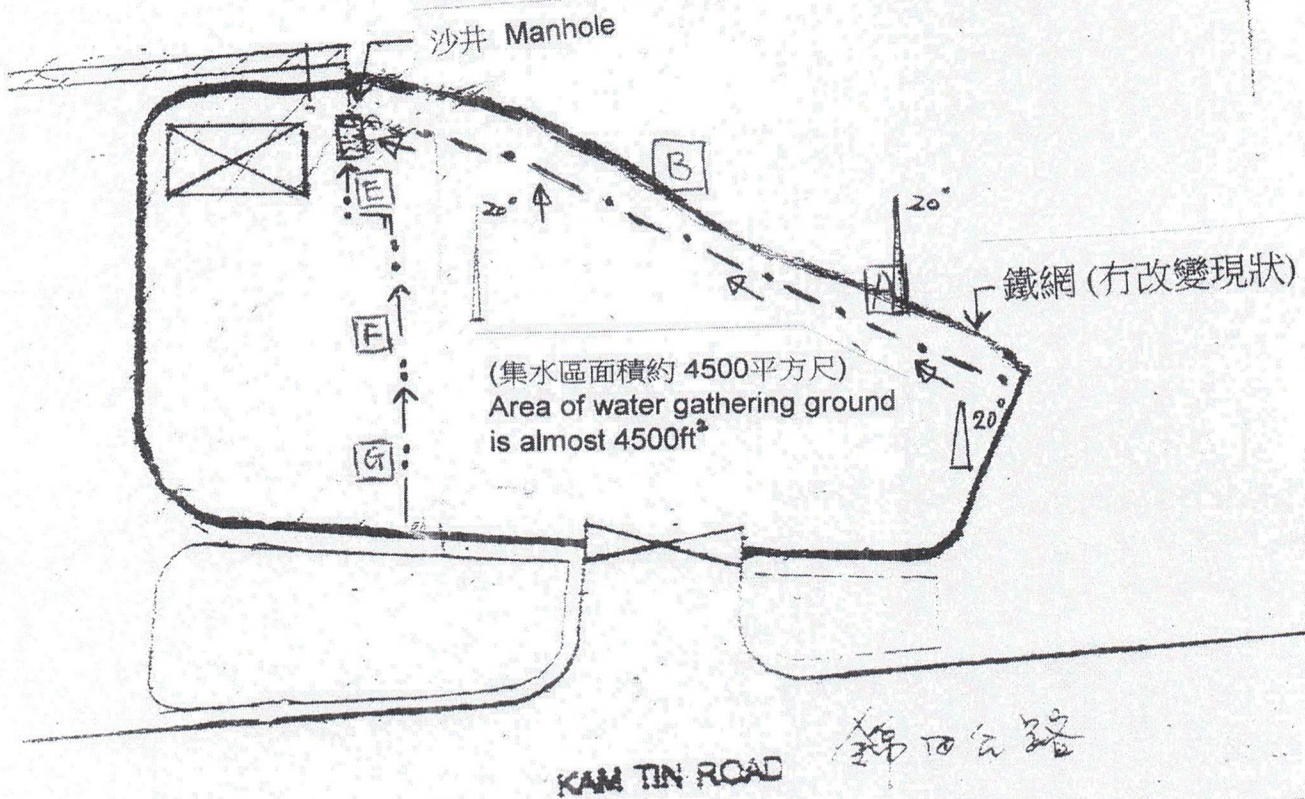 沙井 Manhole
B
E
20°
20°
A
鐵網 (冇改變現狀)
F
(集水區面積約 4500平方尺)
Area of water gathering ground
is almost 4500ft²
20°
G
錦田公路
KAM TIN ROAD